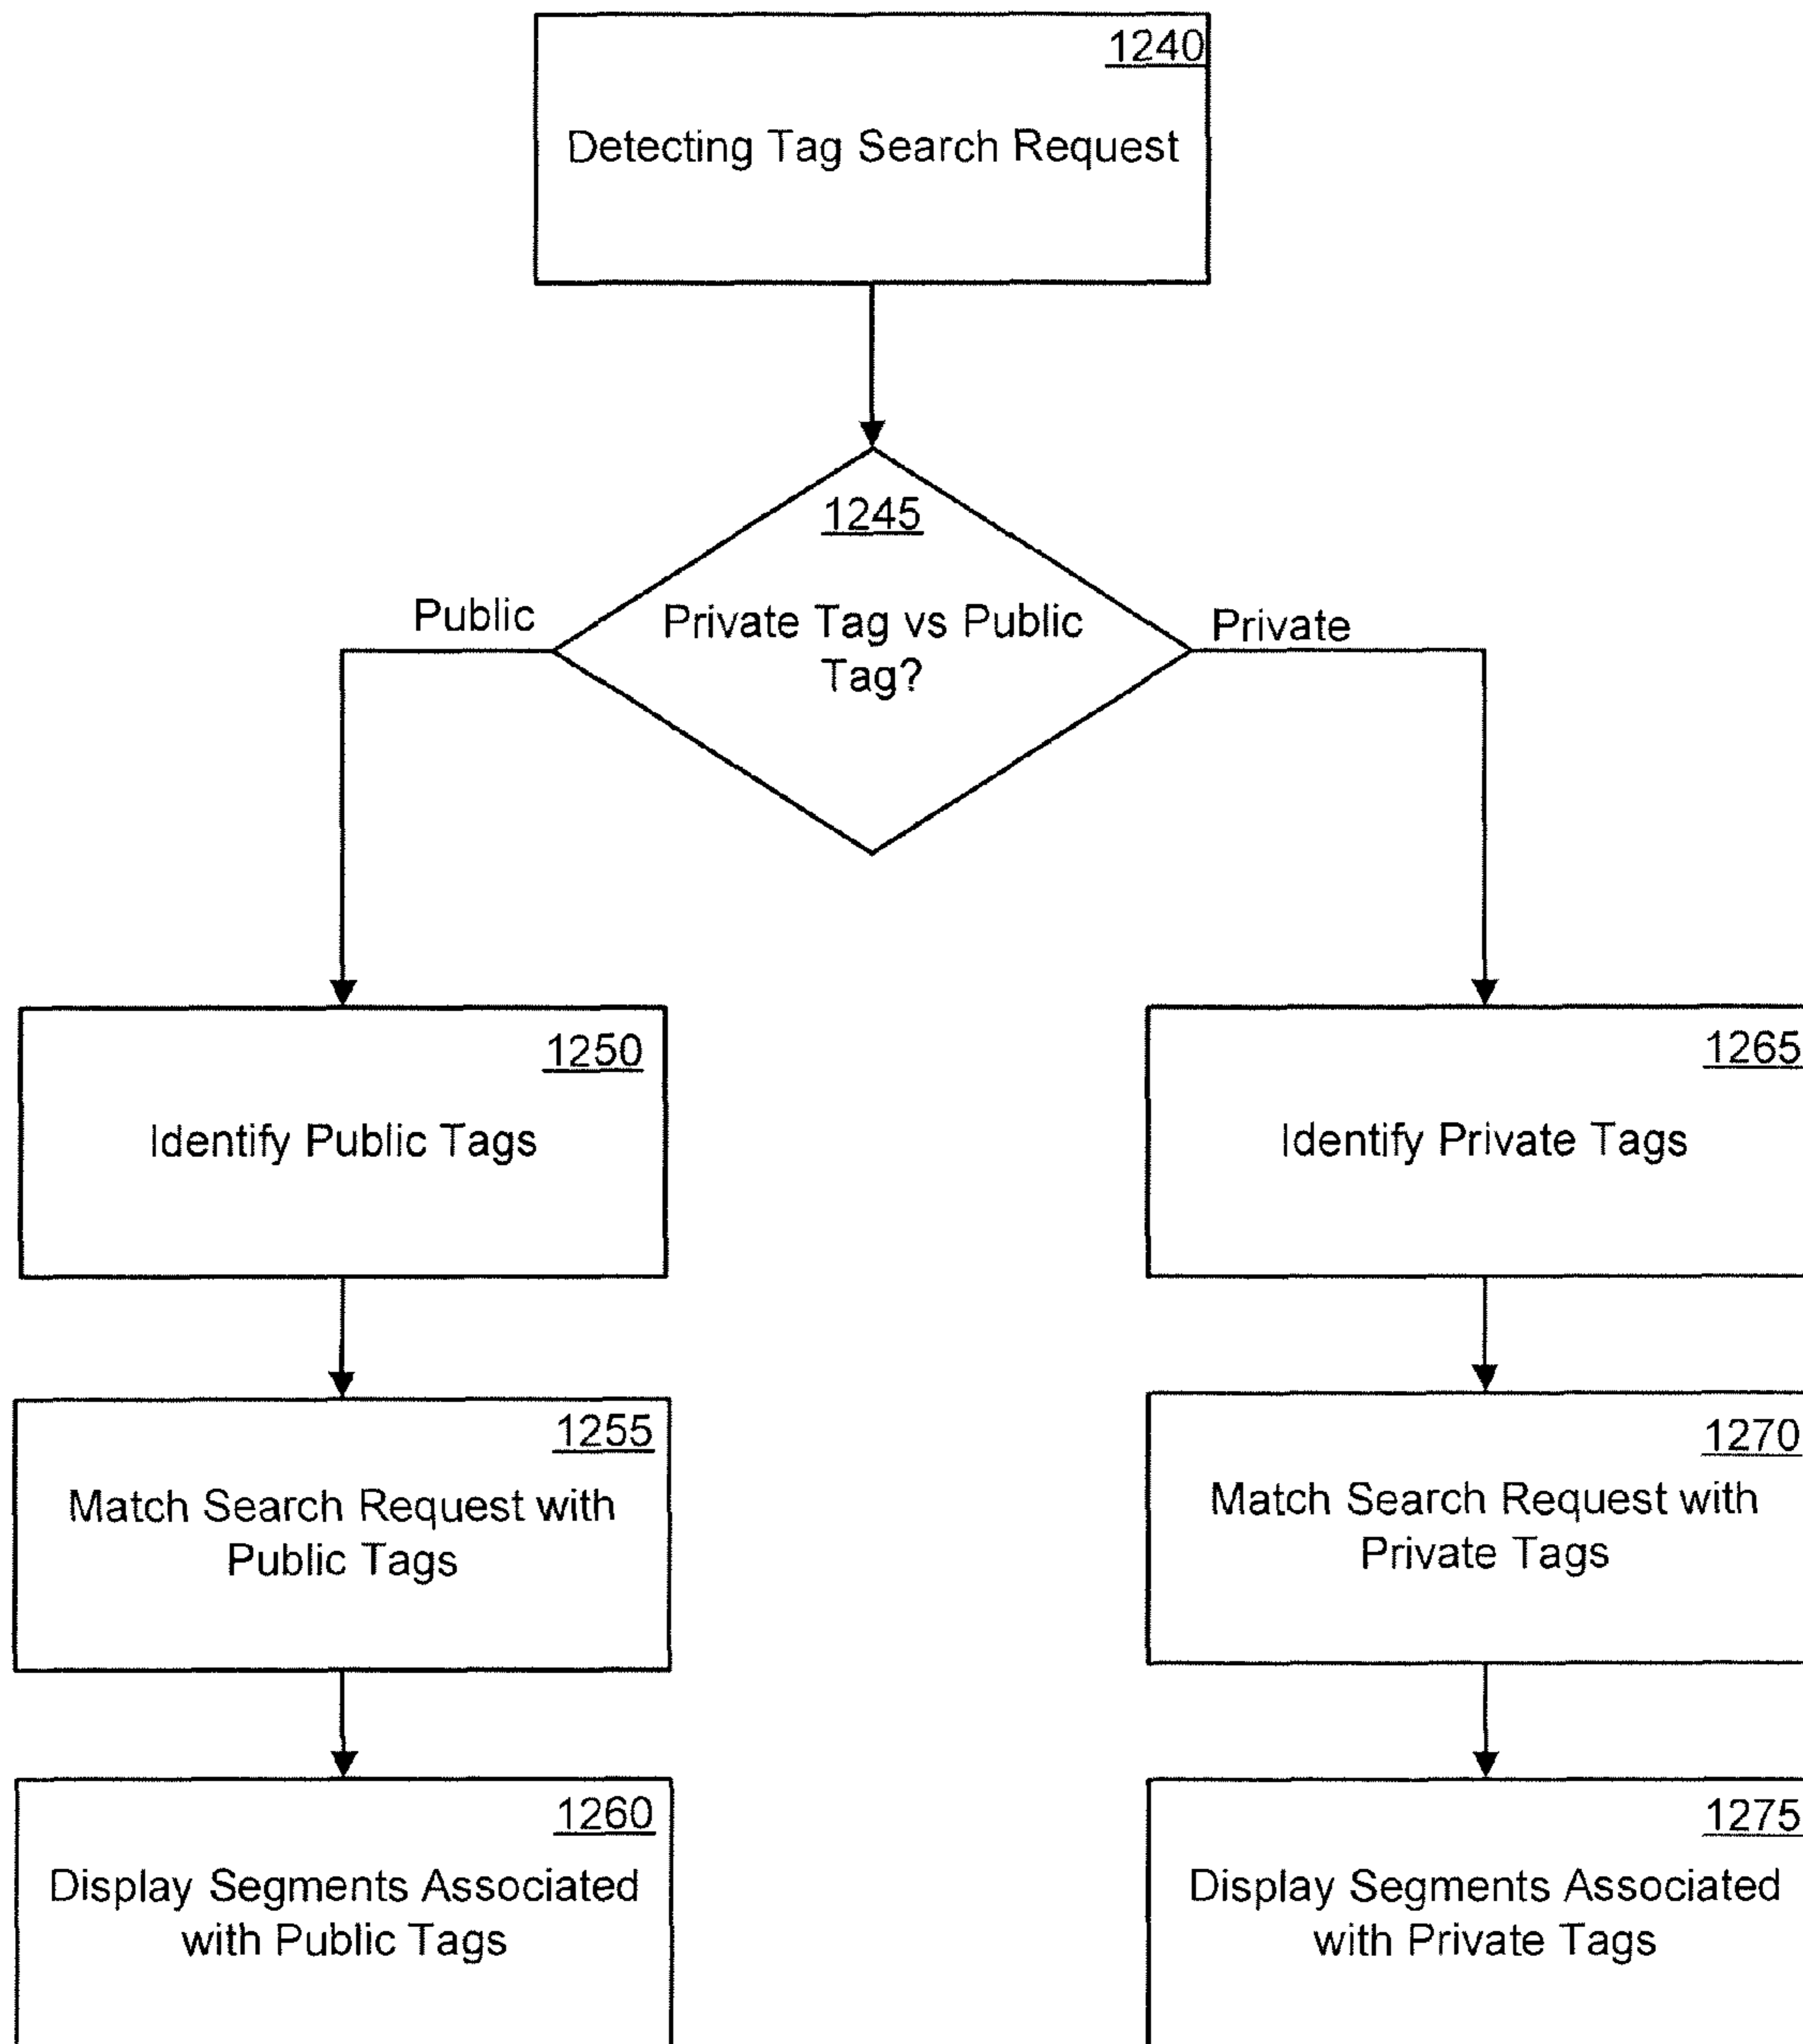 1240
Detecting Tag Search Request
1245
Private Tag vs Public
Tag?
Public
Private
1250
Identify Public Tags
1265
Identify Private Tags
1255
Match Search Request with
Public Tags
1270
Match Search Request with
Private Tags
1260
Display Segments Associated
with Public Tags
1275
Display Segments Associated
with Private Tags